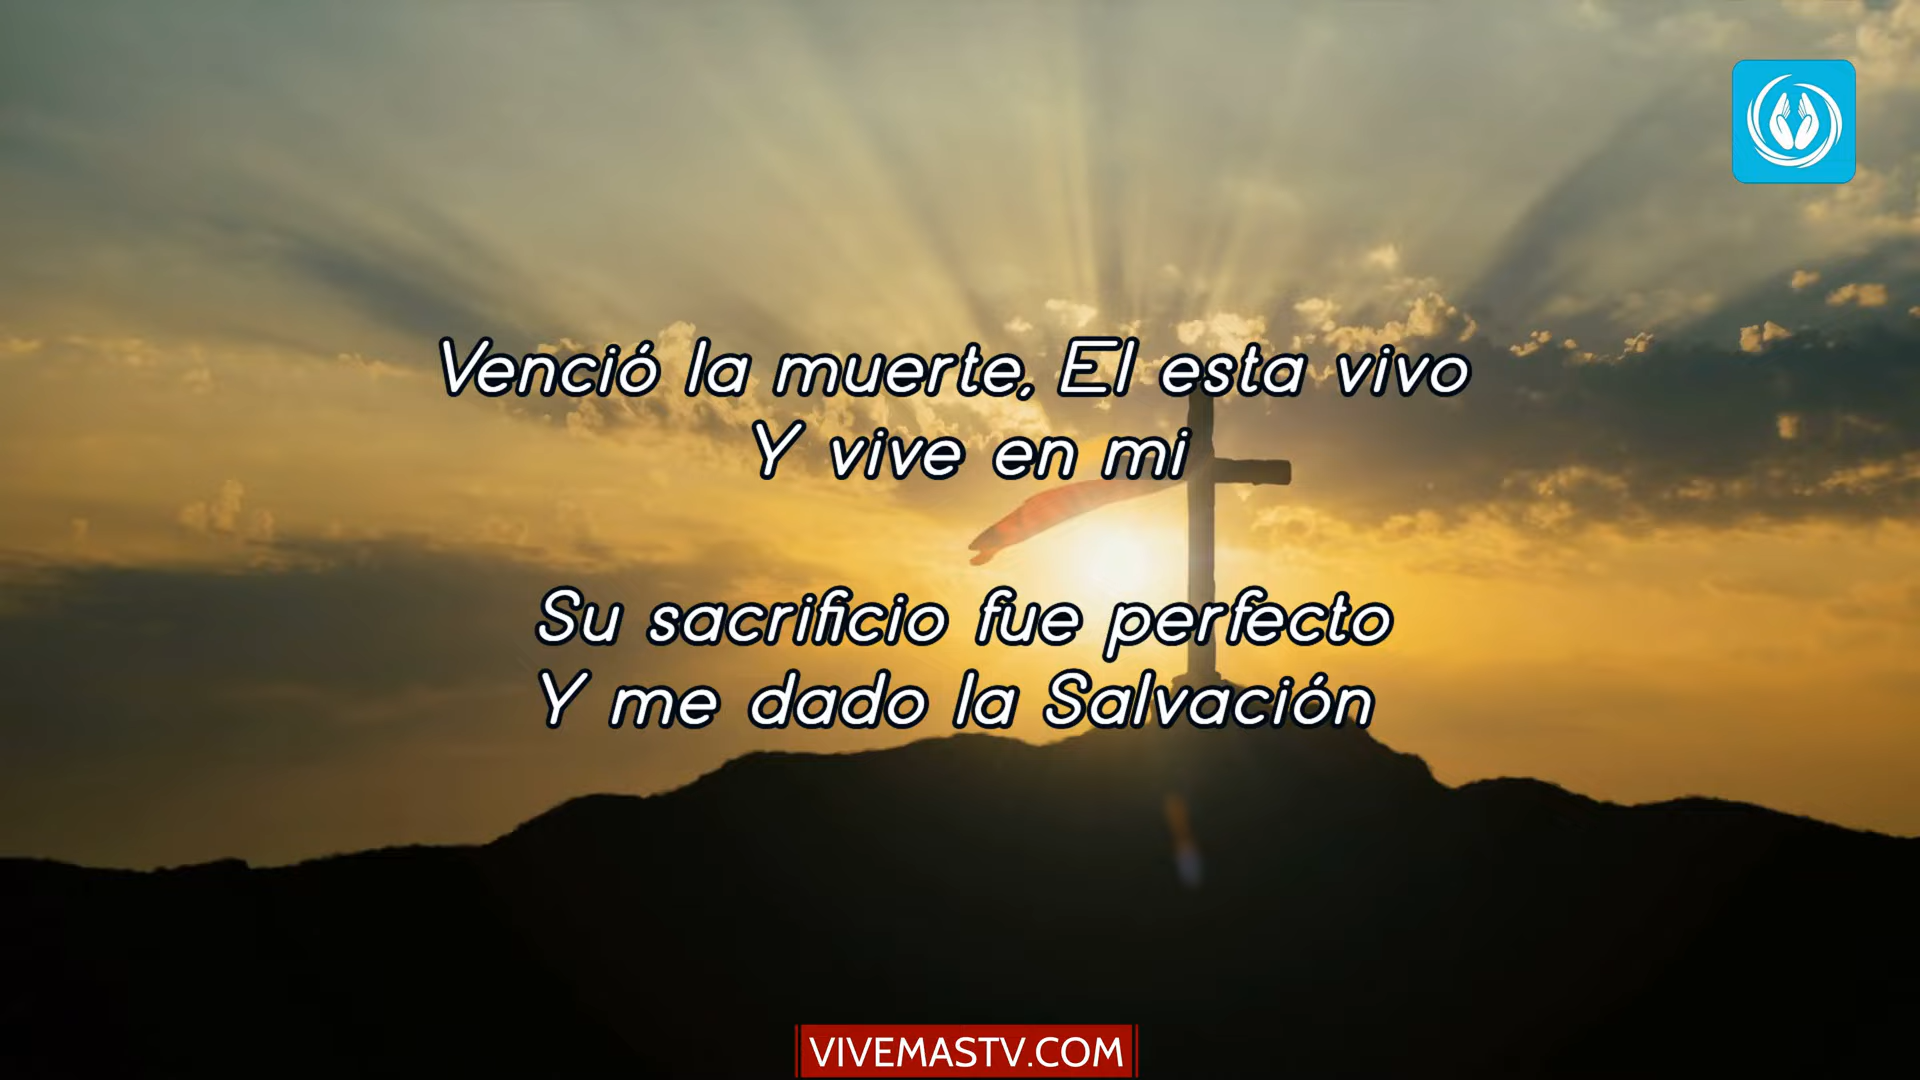 Venció la muerte, El esta vivo
Y vive en mi
Su sacrificio fue perfecto
Y me dado la Salvación
VIVEMASTV.COM